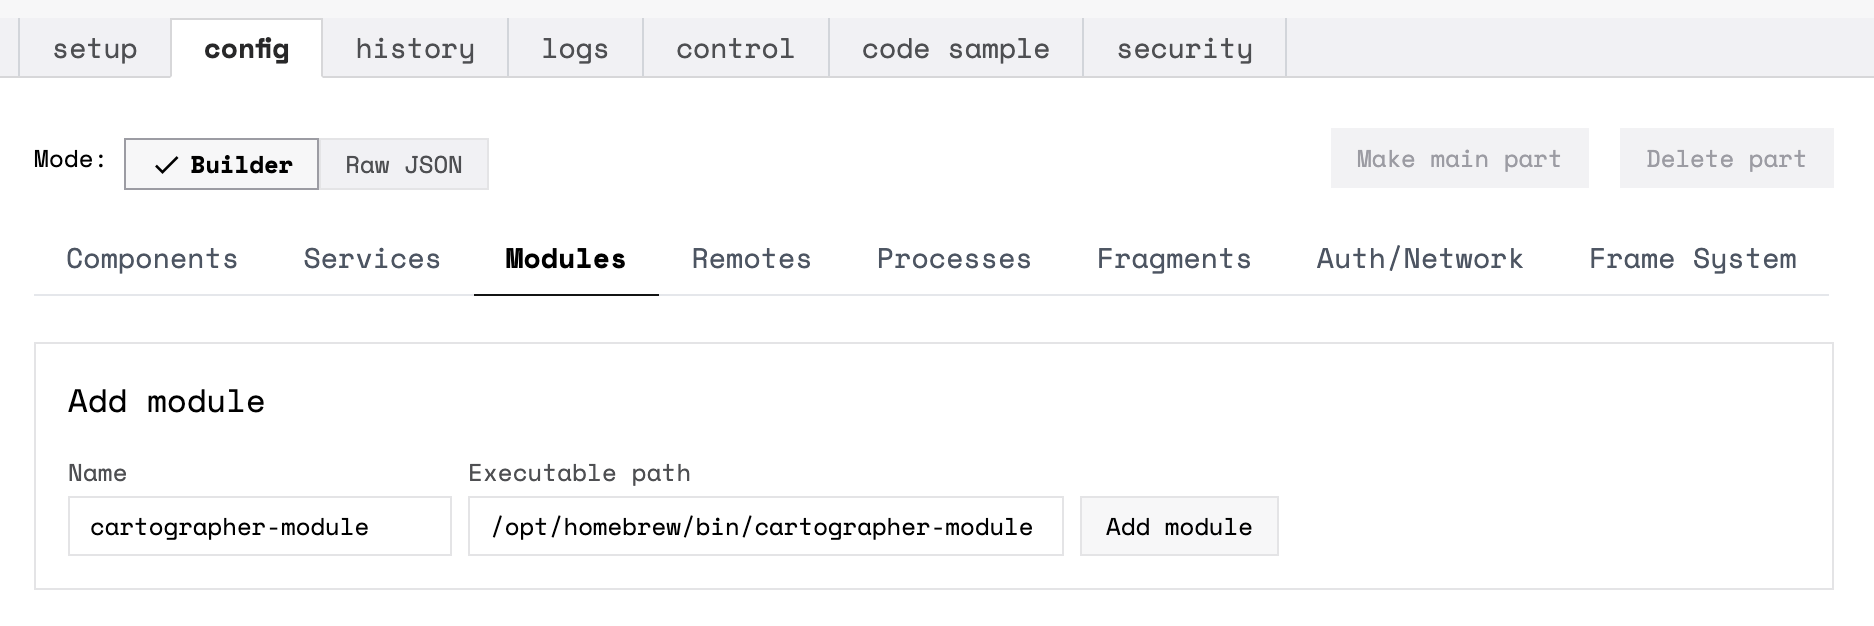 setup config history logs control code sample security
Mode: Builder Raw JSON Make main part Delete part
Components Services Modules Remotes Processes Fragments Auth/Network Frame System
Add module
Name Executable path
cartographer-module /opt/homebrew/bin/cartographer-module Add module